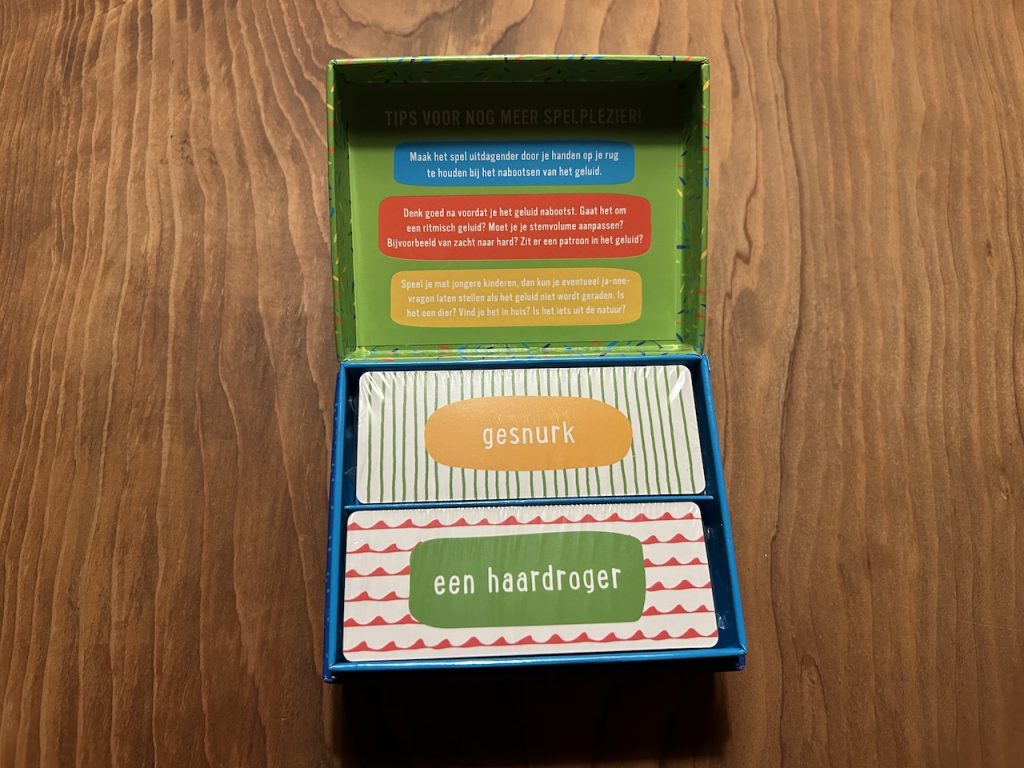 TIPS VOOR NOG MEER SPELPLEZIER!
Maak het spel uitdagender door je handen op je rug
te houden bij het nabootsen van het geluid.
Denk goed na voordat je het geluid nabootst. Gaat het om
een ritmisch geluid? Moet je je stemvolume aanpassen?
Bijvoorbeeld van zacht naar hard? Zit er een patroon in het geluid?
Speel je met jongere kinderen, dan kun je eventueel ja-nee-
vragen laten stellen als het geluid niet wordt geraden. Is
het een dier? Vind je het in huis? Is het iets uit de natuur?
gesnurk
een haardroger